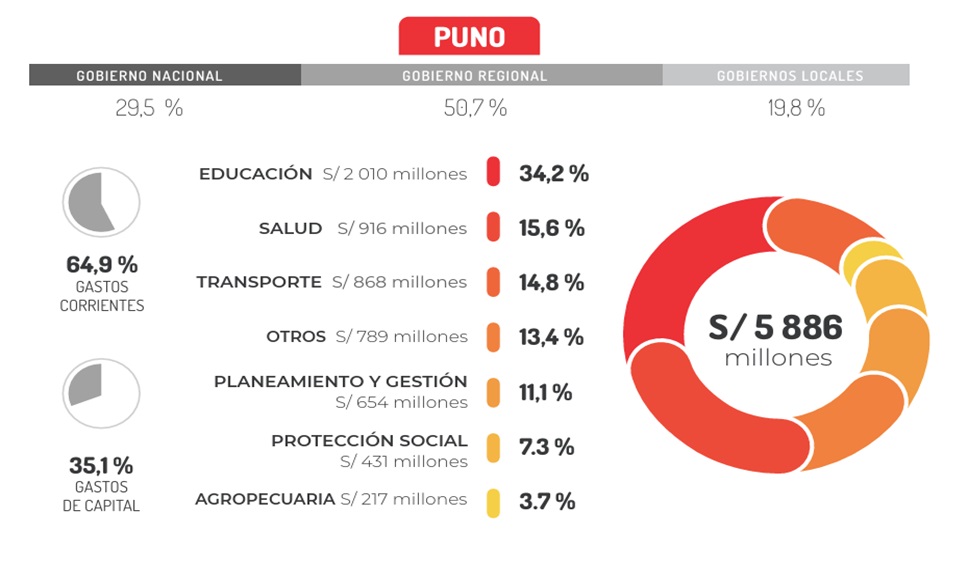 PUNO
GOBIERNO NACIONAL
GOBIERNO REGIONAL
GOBIERNOS LOCALES
29,5 %
50,7 %
19,8 %
64,9 %
GASTOS
CORRIENTES
35,1 %
GASTOS
DE CAPITAL
EDUCACIÓN S/ 2 010 millones 34,2 %
SALUD S/ 916 millones 15,6 %
TRANSPORTE S/ 868 millones 14,8 %
OTROS S/ 789 millones 13,4 %
PLANEAMIENTO Y GESTIÓN
S/ 654 millones
11,1 %
PROTECCIÓN SOCIAL
S/ 431 millones
7.3 %
AGROPECUARIA S/ 217 millones 3.7 %
S/ 5 886
millones